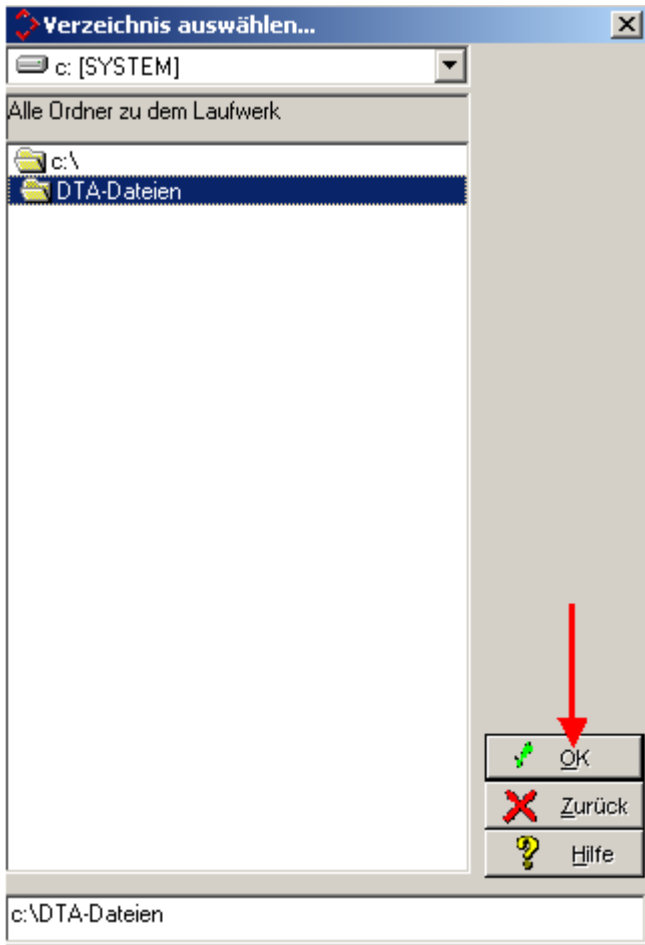 Verzeichnis auswählen...
c: [SYSTEM]
Alle Ordner zu dem Laufwerk
c:\
DTA-Dateien
OK
Zurück
Hilfe
c:\DTA-Dateien